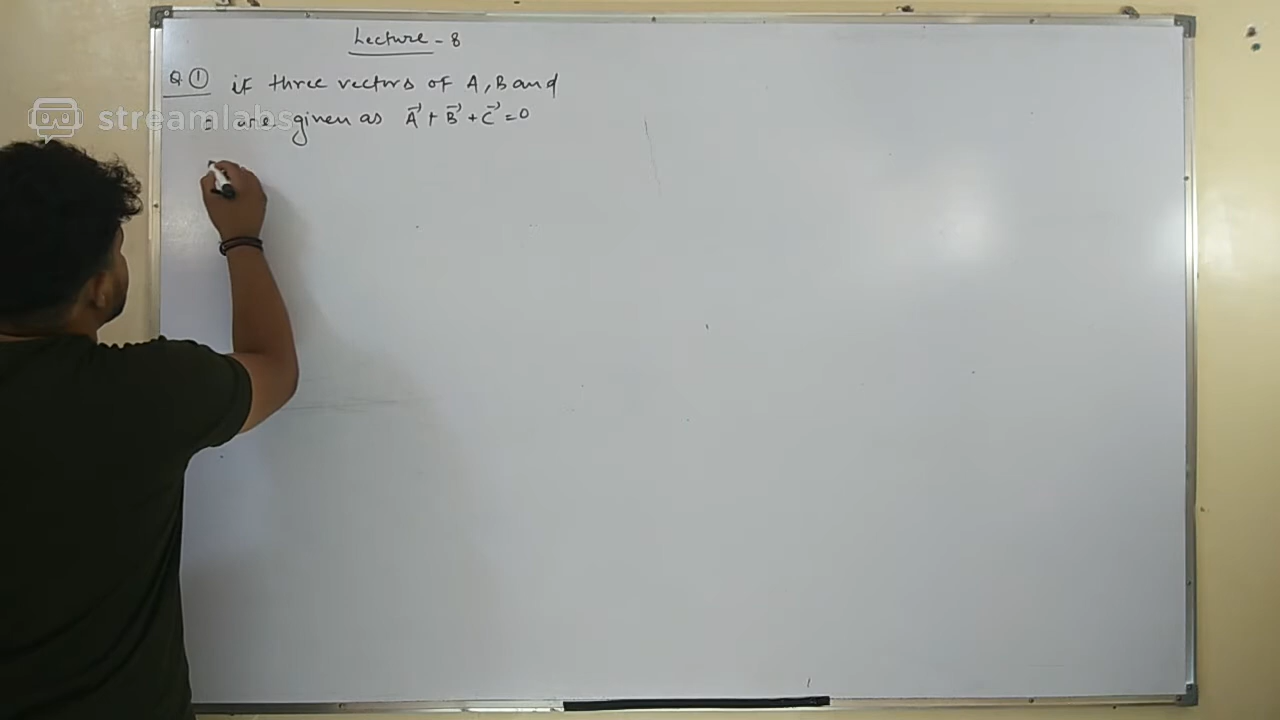 Lecture - 8
Q. ① if three vectors of A, B and
are given as A⃗ + B⃗ + C⃗ = 0
streamlabs